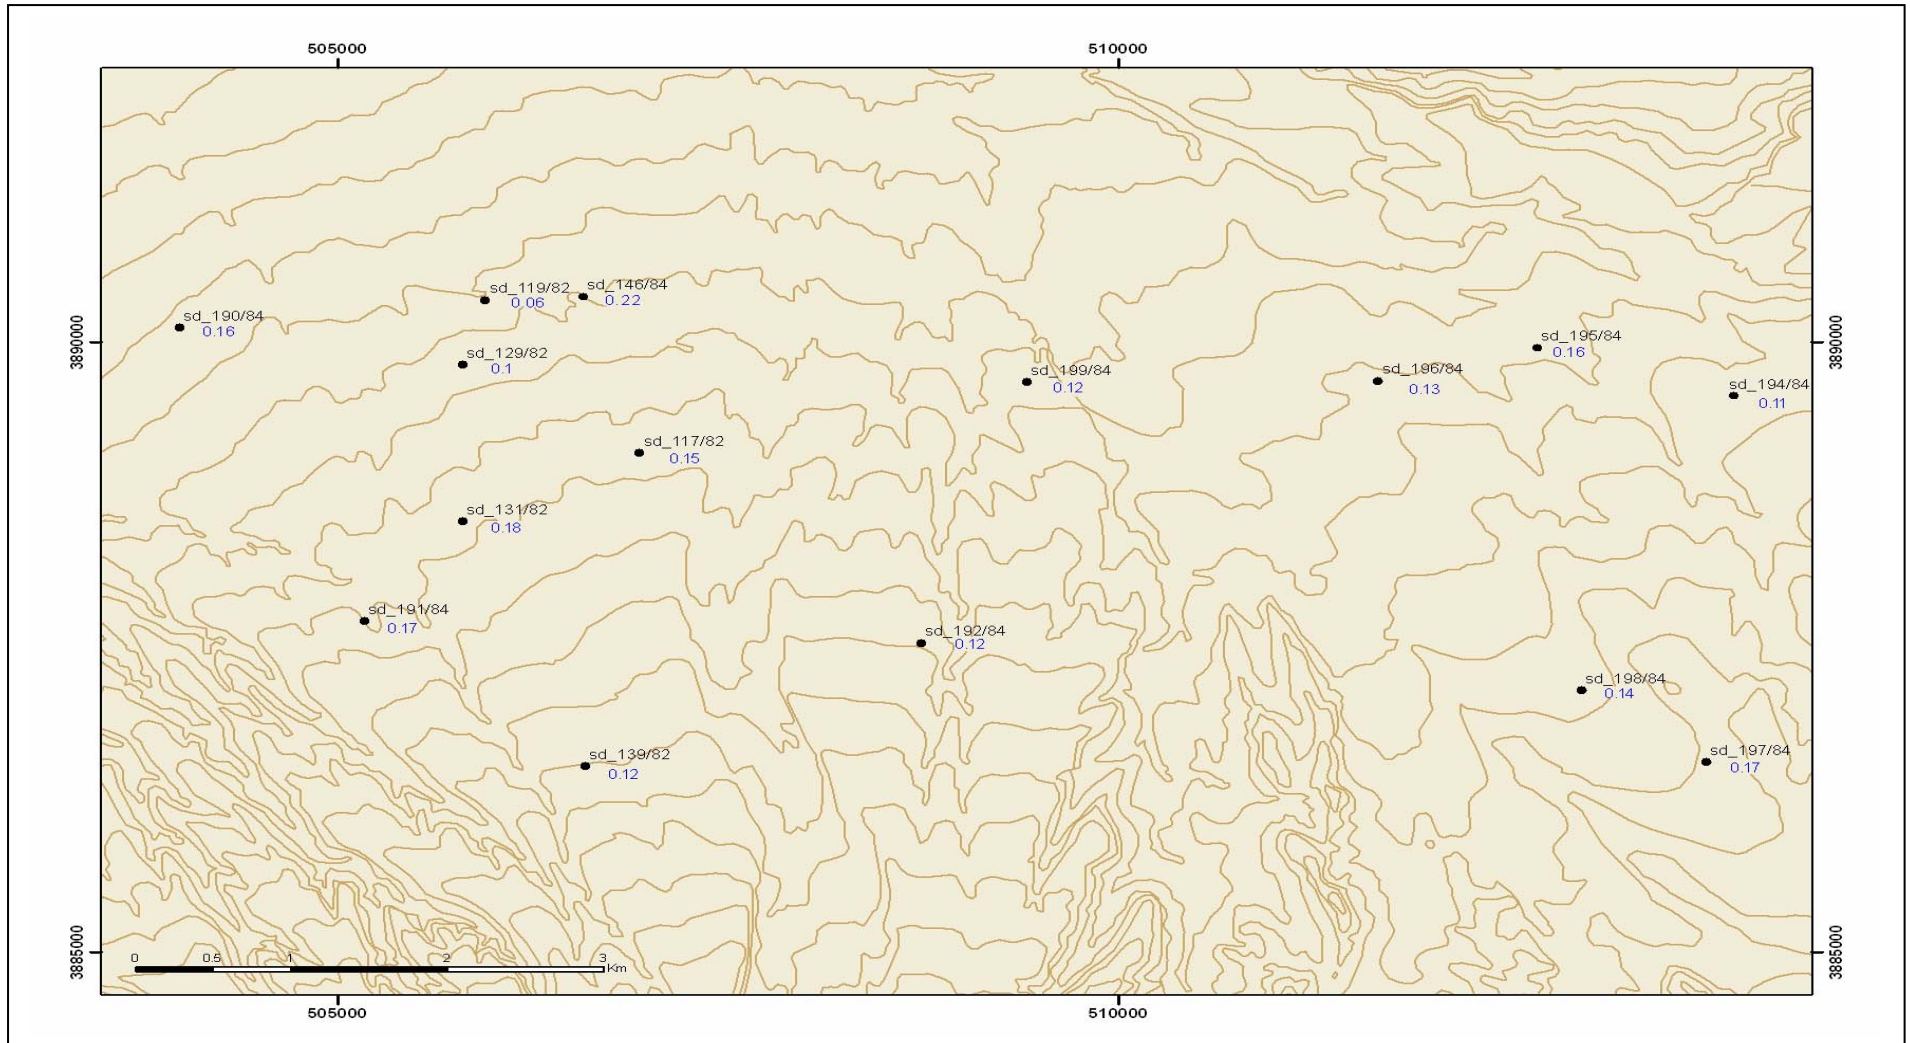 505000
510000
sd_119/82
0.06
sd_146/84
0.22
sd_190/84
0.16
3890000
3890000
sd_129/82
0.1
sd_199/84
0.12
sd_196/84
0.13
sd_195/84
0.16
sd_194/84
0.11
sd_117/82
0.15
sd_131/82
0.18
sd_191/84
0.17
sd_192/84
0.12
sd_198/84
0.14
sd_139/82
0.12
sd_197/84
0.17
3885000
3885000
0 0.5 1 2 3
Km
505000
510000